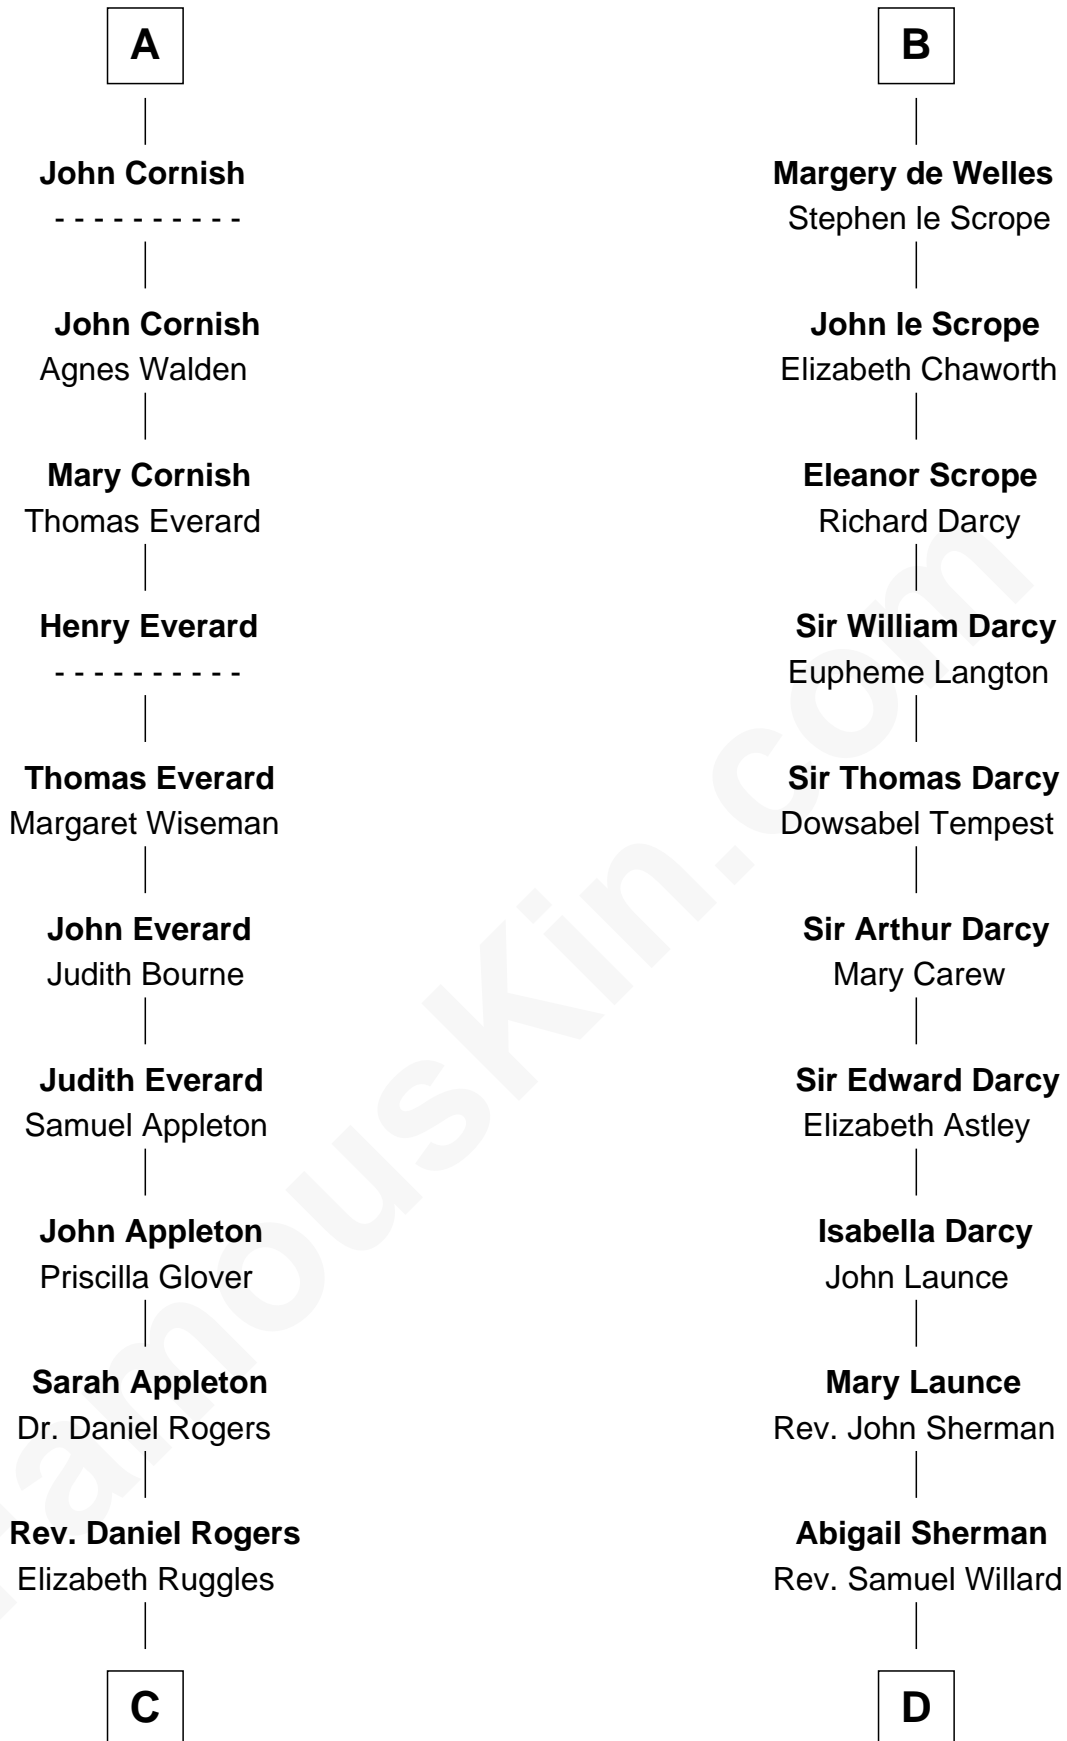 A
John Cornish
- - - - - - - - - -
John Cornish
Agnes Walden
Mary Cornish
Thomas Everard
Henry Everard
- - - - - - - - - -
Thomas Everard
Margaret Wiseman
John Everard
Judith Bourne
Judith Everard
Samuel Appleton
John Appleton
Priscilla Glover
Sarah Appleton
Dr. Daniel Rogers
Rev. Daniel Rogers
Elizabeth Ruggles
C
B
Margery de Welles
Stephen le Scrope
John le Scrope
Elizabeth Chaworth
Eleanor Scrope
Richard Darcy
Sir William Darcy
Eupheme Langton
Sir Thomas Darcy
Dowsabel Tempest
Sir Arthur Darcy
Mary Carew
Sir Edward Darcy
Elizabeth Astley
Isabella Darcy
John Launce
Mary Launce
Rev. John Sherman
Abigail Sherman
Rev. Samuel Willard
D
FamousKin.com